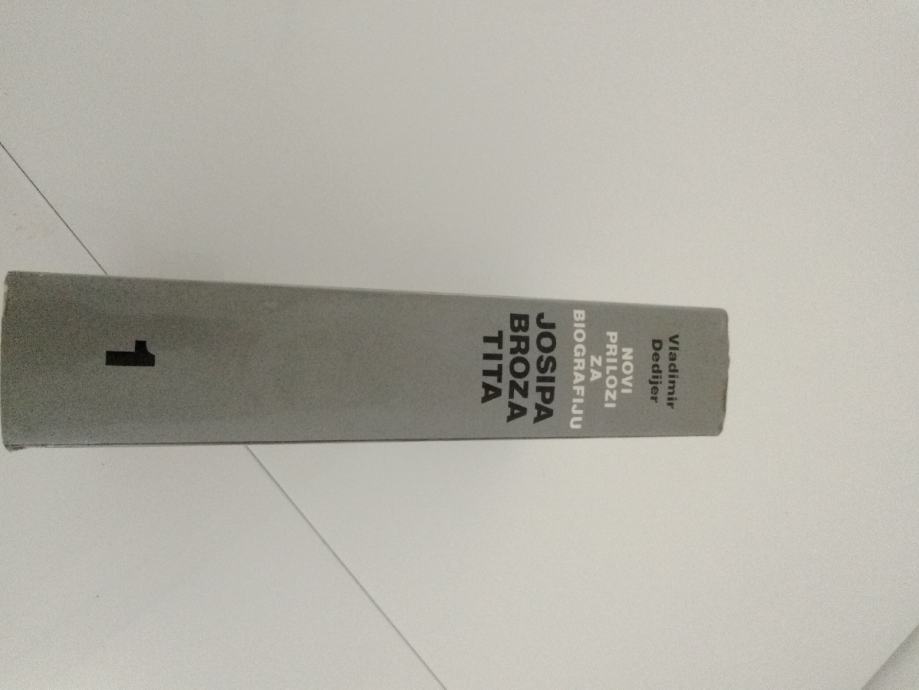 Vladimir
Dedijer
NOVI
PRILOZI
ZA
BIOGRAFIJU
JOSIPA
BROZA
TITA
1